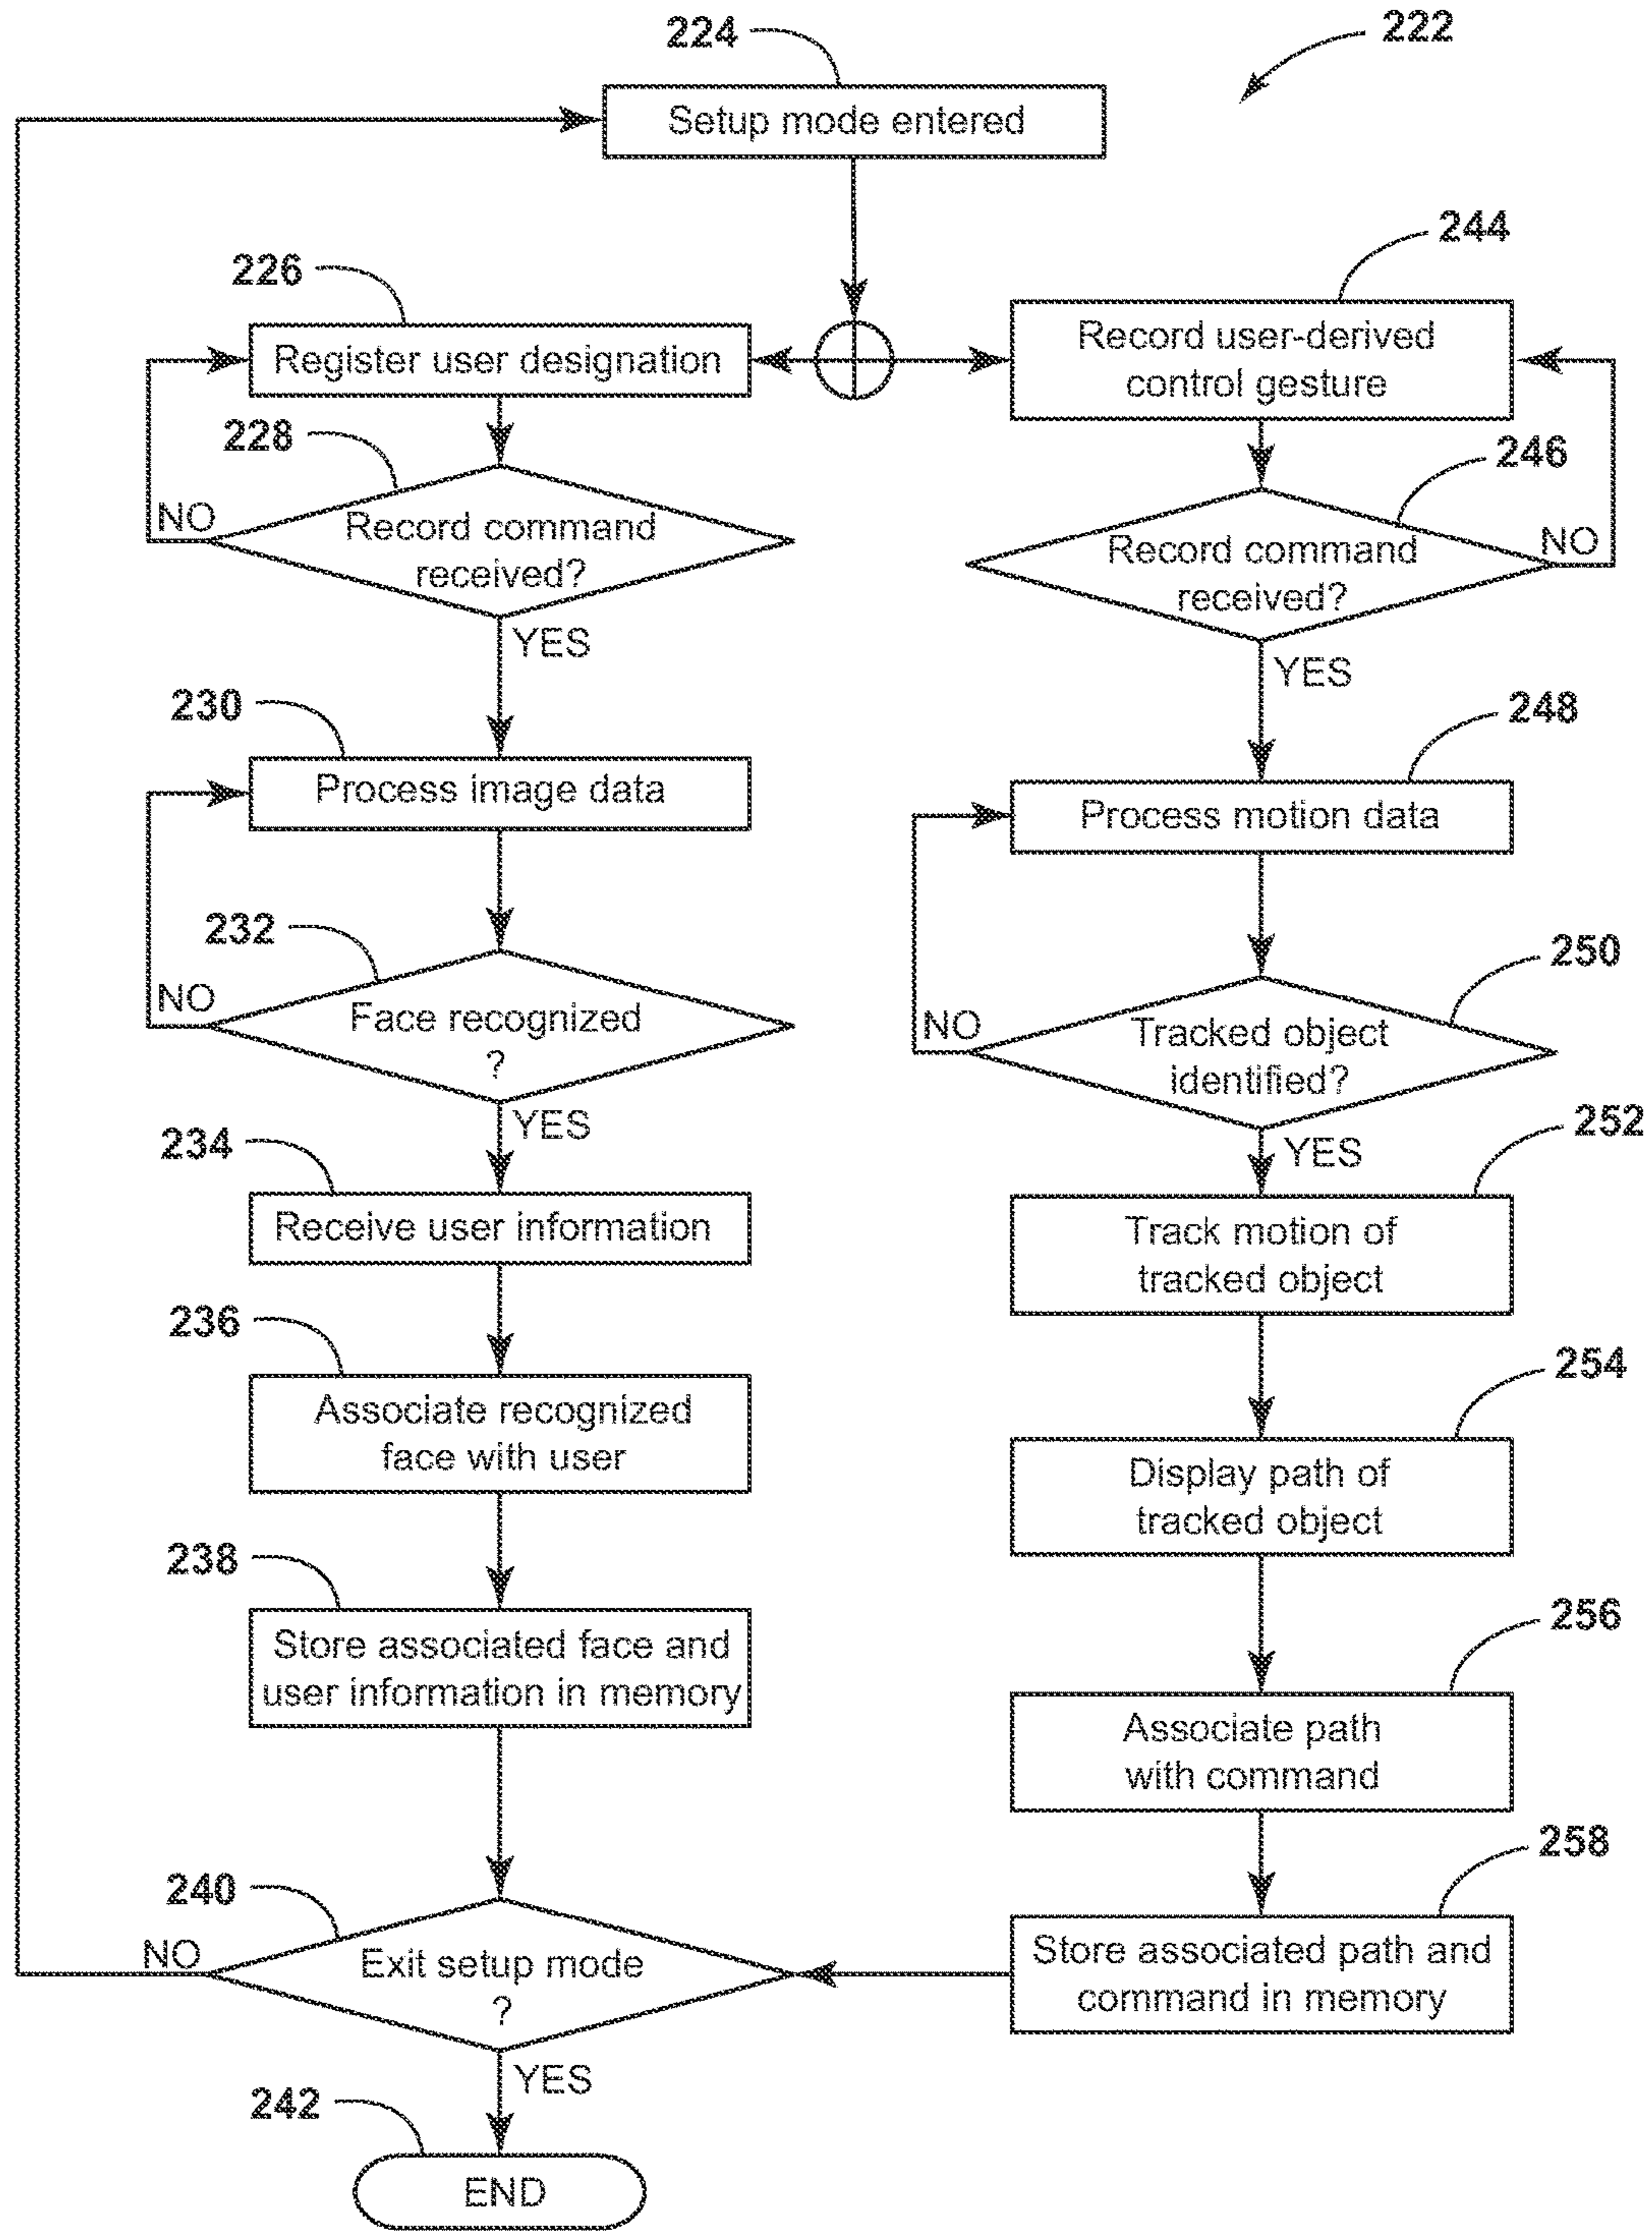 224
222
Setup mode entered
226
Register user designation
228
Record command
received?
NO
YES
230
Process image data
232
Face recognized
?
NO
YES
234
Receive user information
236
Associate recognized
face with user
238
Store associated face and
user information in memory
240
Exit setup mode
?
NO
YES
242
END
244
Record user-derived
control gesture
246
Record command
received?
NO
YES
248
Process motion data
250
Tracked object
identified?
NO
YES
252
Track motion of
tracked object
254
Display path of
tracked object
256
Associate path
with command
258
Store associated path and
command in memory